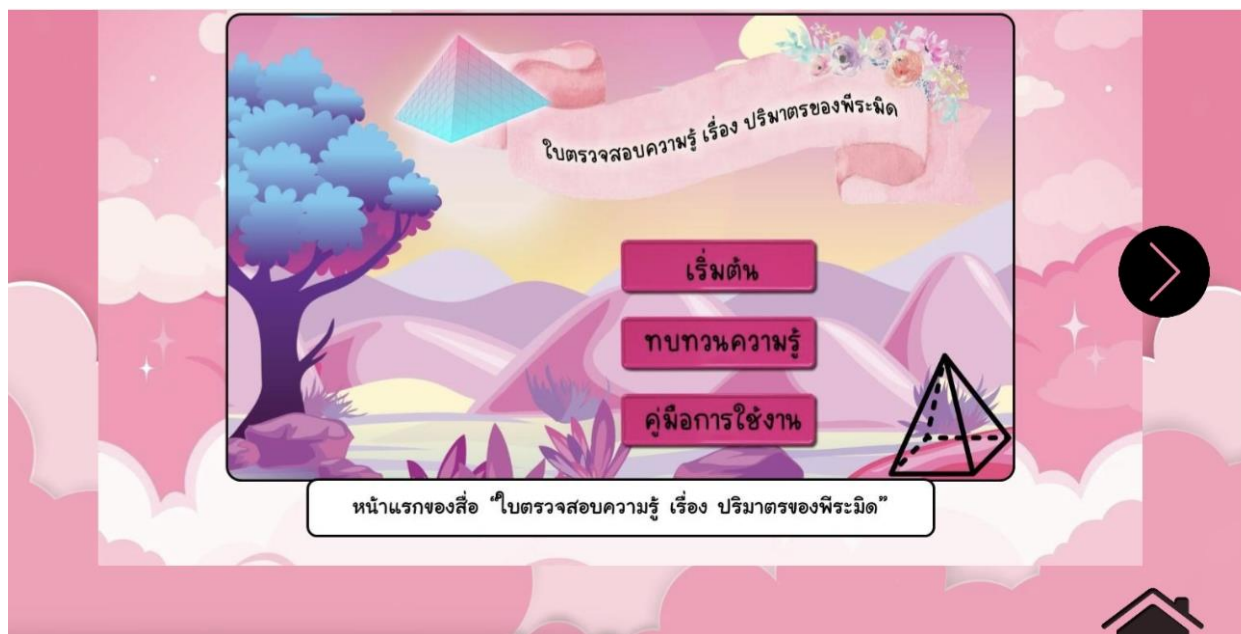 ใบตรวจสอบความรู้ เรื่อง ปริมาตรของพีระมิด
เริ่มต้น
ทบทวนความรู้
คู่มือการใช้งาน
หน้าแรกของสื่อ “ใบตรวจสอบความรู้ เรื่อง ปริมาตรของพีระมิด”